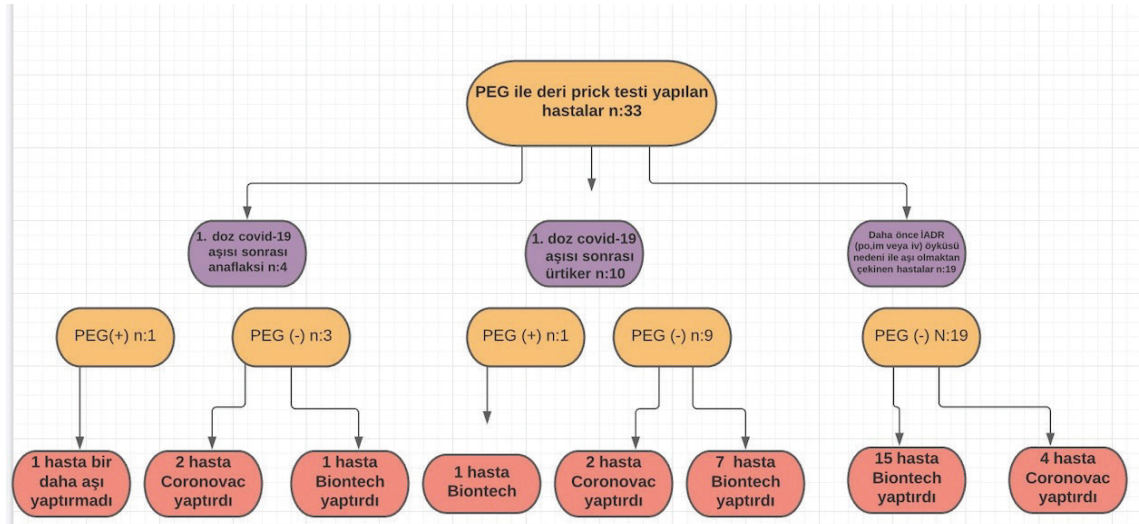 PEG ile deri prick testi yapılan
hastalar n:33
1. doz covid-19
aşısı sonrası
anaflaksi n:4
1. doz covid-19
aşısı sonrası
ürtiker n:10
Daha önce İADR
(po,im veya iv) öyküsü
nedeni ile aşı olmaktan
çekinen hastalar n:19
PEG(+) n:1
PEG (-) n:3
PEG (+) n:1
PEG (-) n:9
PEG (-) N:19
1 hasta bir
daha aşı
yaptırmadı
2 hasta
Coronovac
yaptırdı
1 hasta
Biontech
yaptırdı
1 hasta
Biontech
2 hasta
Coronovac
yaptırdı
7 hasta
Biontech
yaptırdı
15 hasta
Biontech
yaptırdı
4 hasta
Coronovac
yaptırdı